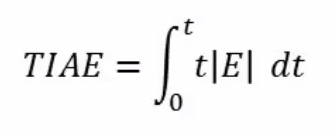 TIAE = ∫₀ᵗ t|E| dt